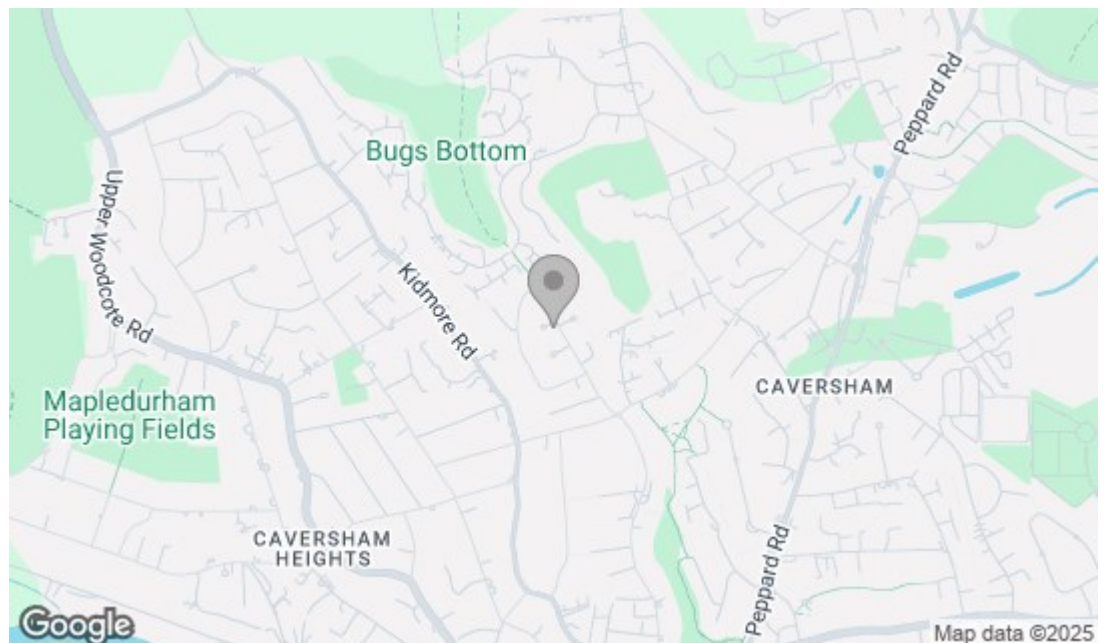 Bugs Bottom
Peppard Rd
Upper Woodcote Rd
Kidmore Rd
Mapledurham
Playing Fields
CAVERSHAM
CAVERSHAM
HEIGHTS
Peppard Rd
Google
Map data ©2025